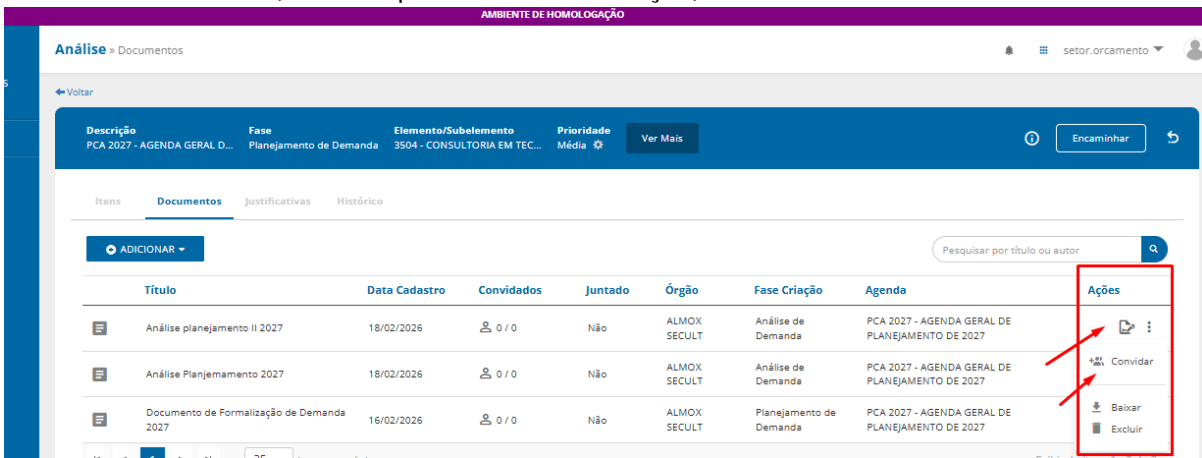 AMBIENTE DE HOMOLOGAÇÃO
Análise » Documentos
setor.orcamento
S
Voltar
Descrição Fase Elemento/Subelemento Prioridade
PCA 2027 - AGENDA GERAL D... Planejamento de Demanda 3504 - CONSULTORIA EM TEC... Média
Ver Mais
Encaminhar
Itens Documentos Justificativas Histórico
ADICIONAR
Pesquisar por título ou autor
Título Data Cadastro Convidados Juntado Órgão Fase Criação Agenda Ações
Análise planejamento II 2027 18/02/2026 0 / 0 Não ALMOX SECULT Análise de Demanda PCA 2027 - AGENDA GERAL DE PLANEJAMENTO DE 2027
Convidar
Análise Planjemamento 2027 18/02/2026 0 / 0 Não ALMOX SECULT Análise de Demanda PCA 2027 - AGENDA GERAL DE PLANEJAMENTO DE 2027
Baixar
Documento de Formalização de Demanda 2027 16/02/2026 0 / 0 Não ALMOX SECULT Planejamento de Demanda PCA 2027 - AGENDA GERAL DE PLANEJAMENTO DE 2027
Excluir